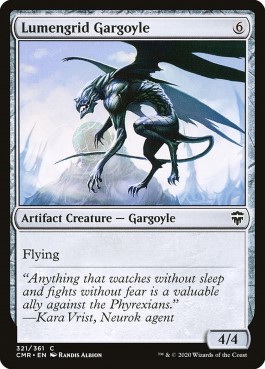 Lumengrid Gargoyle 6
Artifact Creature — Gargoyle
Flying
“Anything that watches without sleep
and fights without fear is a valuable
ally against the Phyrexians.”
—Kara Vrist, Neurok agent
4/4
321/361 C
CMR • EN Randis Albion
™ & © 2020 Wizards of the Coast